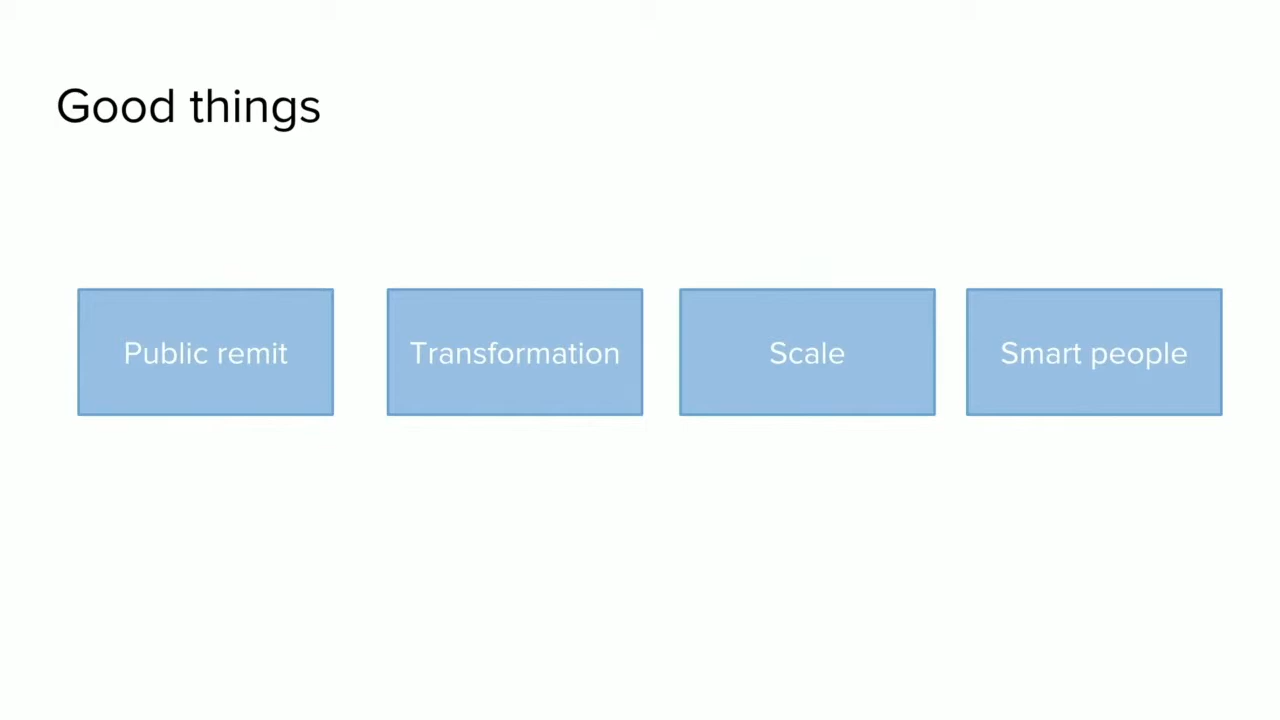 Good things
Public remit
Transformation
Scale
Smart people